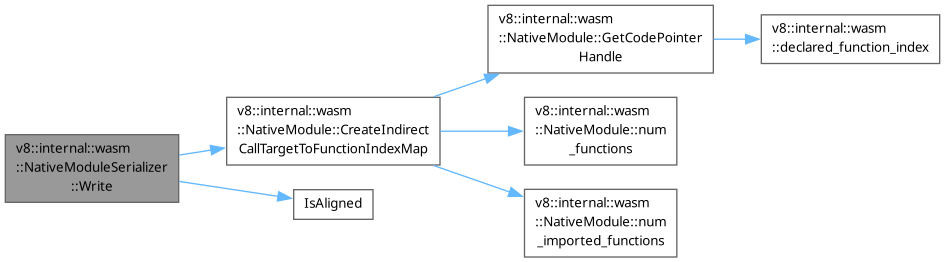 v8::internal::wasm
::NativeModuleSerializer
::Write
v8::internal::wasm
::NativeModule::CreateIndirect
CallTargetToFunctionIndexMap
IsAligned
v8::internal::wasm
::NativeModule::GetCodePointer
Handle
v8::internal::wasm
::NativeModule::num
_functions
v8::internal::wasm
::NativeModule::num
_imported_functions
v8::internal::wasm
::declared_function_index